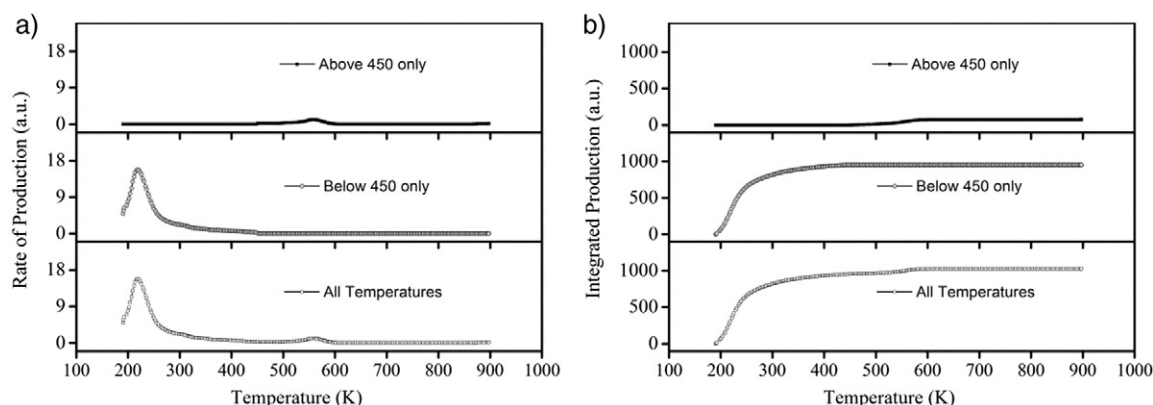 a)
Rate of Production (a.u.)
18
9
0
Above 450 only
18
9
0
Below 450 only
18
9
0
All Temperatures
100 200 300 400 500 600 700 800 900 1000
Temperature (K)
b)
Integrated Production (a.u.)
1000
500
0
Above 450 only
1000
500
0
Below 450 only
1000
500
0
All Temperatures
100 200 300 400 500 600 700 800 900 1000
Temperature (K)